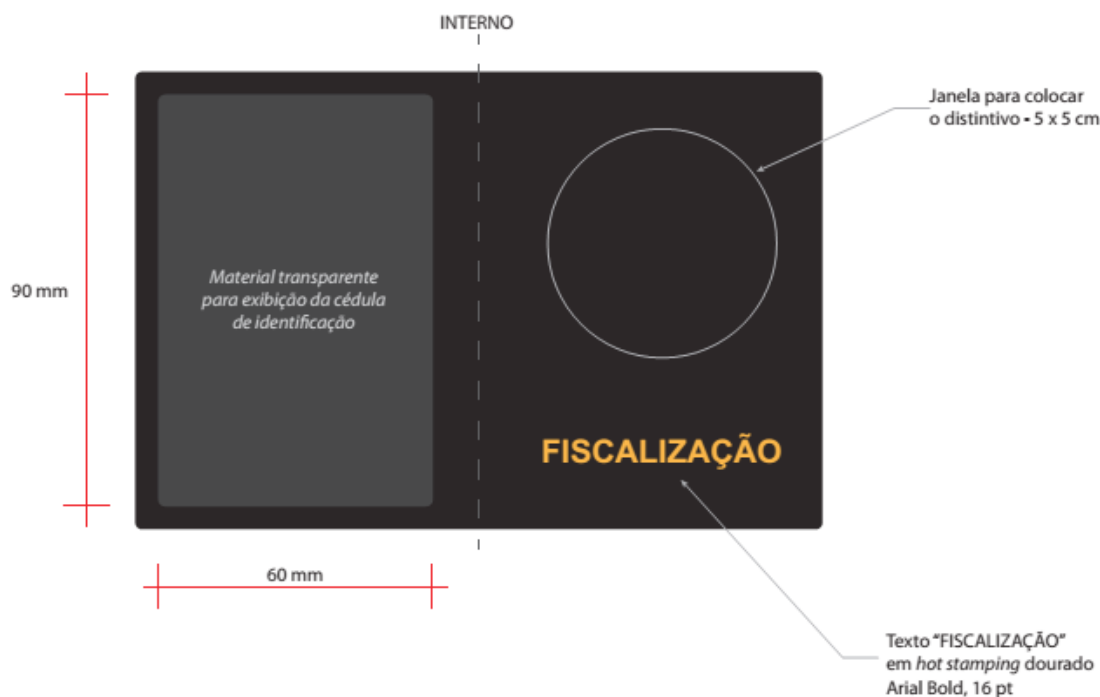 INTERNO
Janela para colocar
o distintivo - 5 x 5 cm
90 mm
Material transparente
para exibição da cédula
de identificação
FISCALIZAÇÃO
60 mm
Texto “FISCALIZAÇÃO”
em hot stamping dourado
Arial Bold, 16 pt